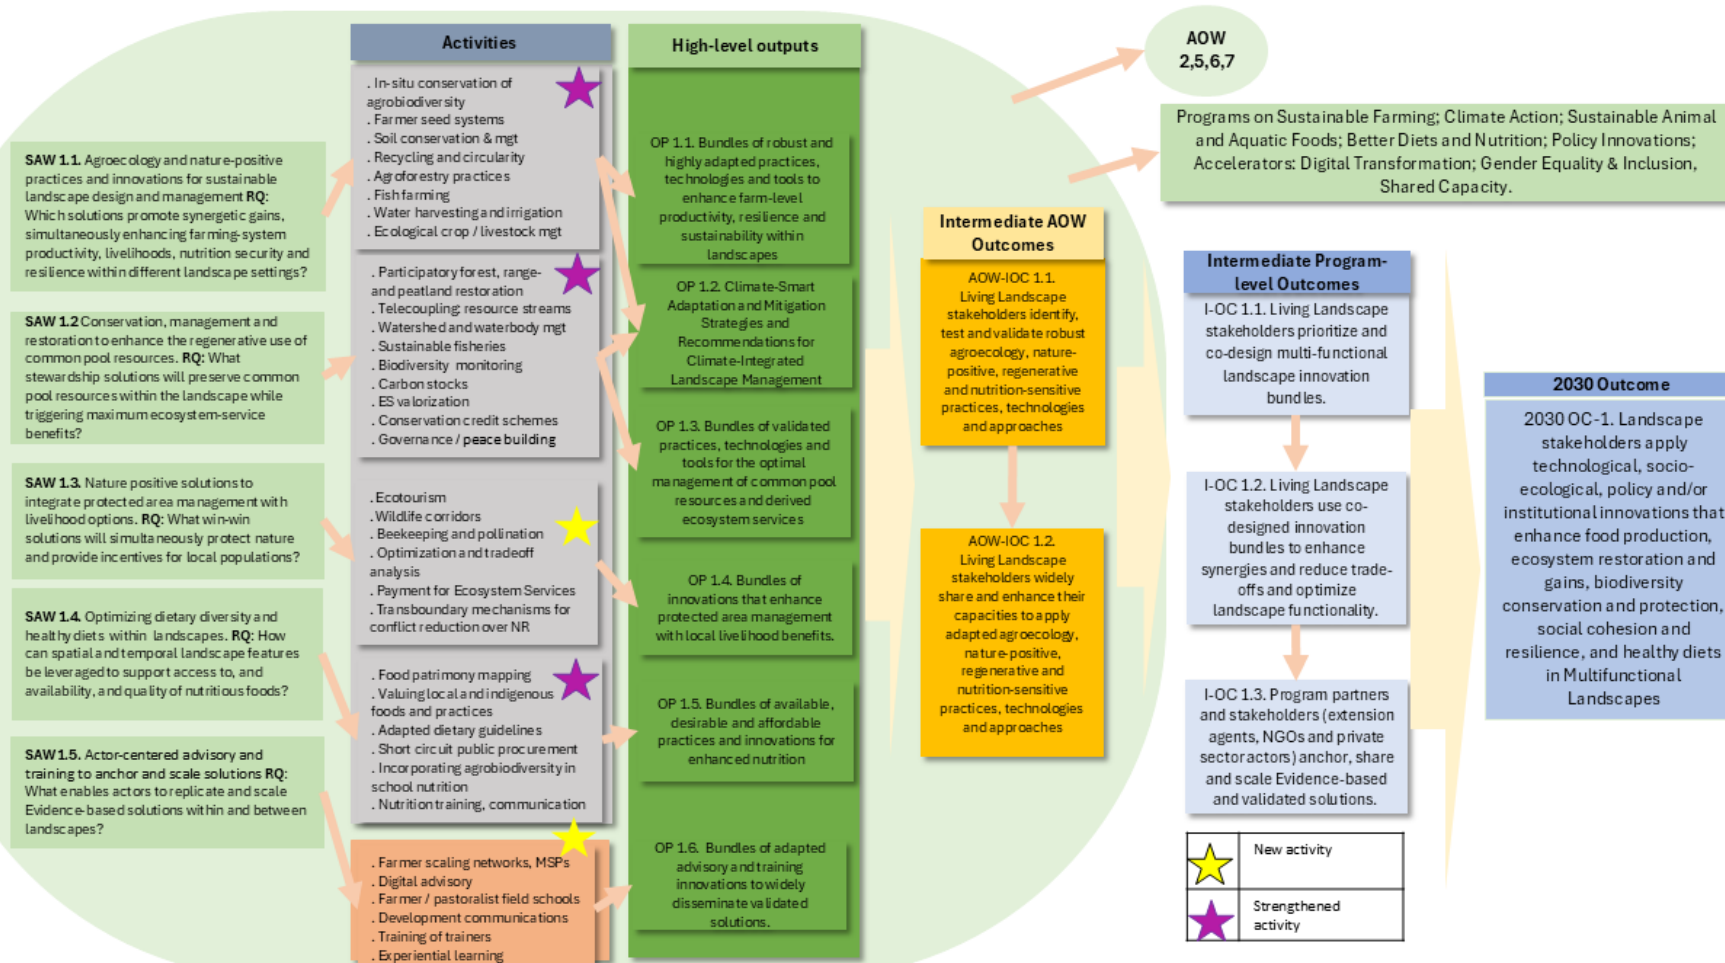 SAW 1.1. Agroecology and nature-positive
practices and innovations for sustainable
landscape design and management RQ:
Which solutions promote synergetic gains,
simultaneously enhancing farming-system
productivity, livelihoods, nutrition security and
resilience within different landscape settings?
SAW 1.2 Conservation, management and
restoration to enhance the regenerative use of
common pool resources. RQ: What
stewardship solutions will preserve common
pool resources within the landscape while
triggering maximum ecosystem-service
benefits?
SAW 1.3. Nature positive solutions to
integrate protected area management with
livelihood options. RQ: What win-win
solutions will simultaneously protect nature
and provide incentives for local populations?
SAW 1.4. Optimizing dietary diversity and
healthy diets within landscapes. RQ: How
can spatial and temporal landscape features
be leveraged to support access to, and
availability, and quality of nutritious foods?
SAW 1.5. Actor-centered advisory and
training to anchor and scale solutions RQ:
What enables actors to replicate and scale
Evidence-based solutions within and between
landscapes?
Activities
. In-situ conservation of
agrobiodiversity
. Farmer seed systems
. Soil conservation & mgt
. Recycling and circularity
. Agroforestry practices
. Fish farming
. Water harvesting and irrigation
. Ecological crop / livestock mgt
. Participatory forest, range-
and peatland restoration
. Telecoupling: resource streams
. Watershed and waterbody mgt
. Sustainable fisheries
. Biodiversity monitoring
. Carbon stocks
. ES valorization
. Conservation credit schemes
. Governance / peace building
. Ecotourism
. Wildlife corridors
. Beekeeping and pollination
. Optimization and tradeoff
analysis
. Payment for Ecosystem Services
. Transboundary mechanisms for
conflict reduction over NR
. Food patrimony mapping
. Valuing local and indigenous
foods and practices
. Adapted dietary guidelines
. Short circuit public procurement
. Incorporating agrobiodiversity in
school nutrition
. Nutrition training, communication
. Farmer scaling networks, MSPs
. Digital advisory
. Farmer / pastoralist field schools
. Development communications
. Training of trainers
. Experiential learning
High-level outputs
OP 1.1. Bundles of robust and
highly adapted practices,
technologies and tools to
enhance farm-level
productivity, resilience and
sustainability within
landscapes
OP 1.2. Climate-Smart
Adaptation and Mitigation
Strategies and
Recommendations for
Climate-Integrated
Landscape Management
OP 1.3. Bundles of validated
practices, technologies and
tools for the optimal
management of common pool
resources and derived
ecosystem services
OP 1.4. Bundles of
innovations that enhance
protected area management
with local livelihood benefits.
OP 1.5. Bundles of available,
desirable and affordable
practices and innovations for
enhanced nutrition
OP 1.6. Bundles of adapted
advisory and training
innovations to widely
disseminate validated
solutions.
Intermediate AOW
Outcomes
AOW-IOC 1.1.
Living Landscape
stakeholders identify,
test and validate robust
agroecology, nature-
positive, regenerative
and nutrition-sensitive
practices, technologies
and approaches
AOW-IOC 1.2.
Living Landscape
stakeholders widely
share and enhance their
capacities to apply
adapted agroecology,
nature-positive,
regenerative and
nutrition-sensitive
practices, technologies
and approaches
AOW
2,5,6,7
Programs on Sustainable Farming; Climate Action; Sustainable Animal
and Aquatic Foods; Better Diets and Nutrition; Policy Innovations;
Accelerators: Digital Transformation; Gender Equality & Inclusion,
Shared Capacity.
Intermediate Program-
level Outcomes
I-OC 1.1. Living Landscape
stakeholders prioritize and
co-design multi-functional
landscape innovation
bundles.
I-OC 1.2. Living Landscape
stakeholders use co-
designed innovation
bundles to enhance
synergies and reduce trade-
offs and optimize
landscape functionality.
I-OC 1.3. Program partners
and stakeholders (extension
agents, NGOs and private
sector actors) anchor, share
and scale Evidence-based
and validated solutions.
New activity
Strengthened
activity
2030 Outcome
2030 OC-1. Landscape
stakeholders apply
technological, socio-
ecological, policy and/or
institutional innovations that
enhance food production,
ecosystem restoration and
gains, biodiversity
conservation and protection,
social cohesion and
resilience, and healthy diets
in Multifunctional
Landscapes